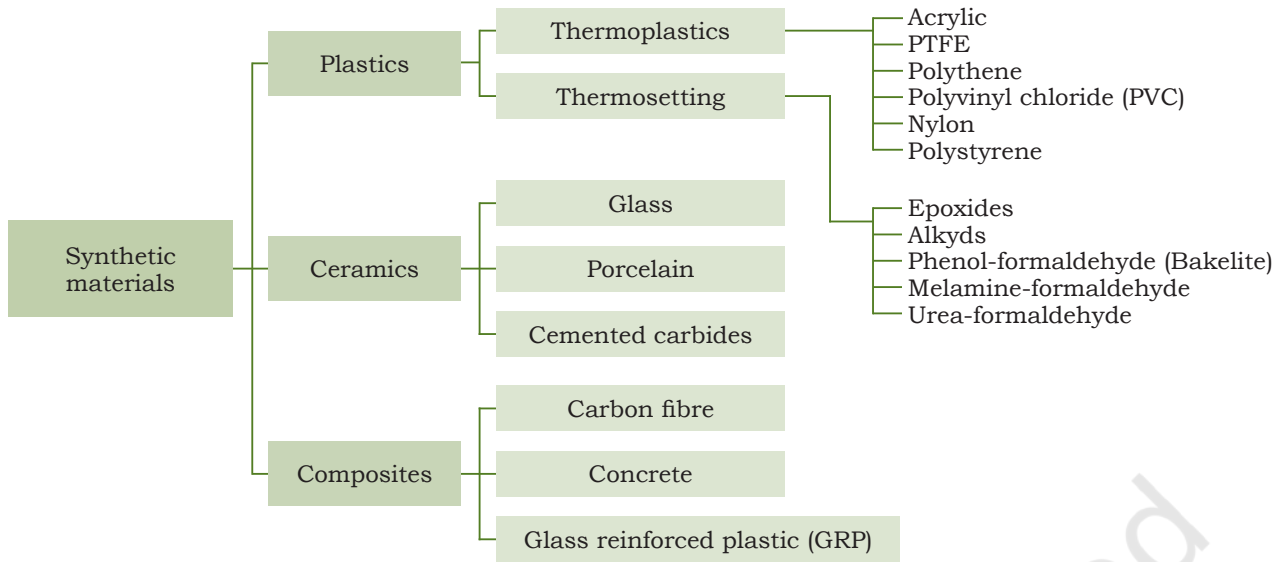 Synthetic
materials
Plastics
Thermoplastics
Acrylic
PTFE
Polythene
Polyvinyl chloride (PVC)
Nylon
Polystyrene
Thermosetting
Epoxides
Alkyds
Phenol-formaldehyde (Bakelite)
Melamine-formaldehyde
Urea-formaldehyde
Ceramics
Glass
Porcelain
Cemented carbides
Composites
Carbon fibre
Concrete
Glass reinforced plastic (GRP)